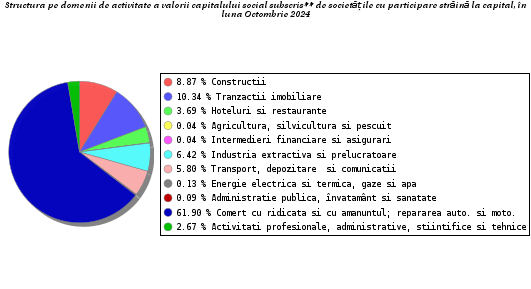 Structura pe domenii de activitate a valorii capitalului social subscris** de societăţile cu participare străină la capital, în
luna Octombrie 2024
8.87 % Constructii
10.34 % Tranzactii imobiliare
3.69 % Hoteluri si restaurante
0.04 % Agricultura, silvicultura si pescuit
0.04 % Intermedieri financiare si asigurari
6.42 % Industria extractiva si prelucratoare
5.80 % Transport, depozitare  si comunicatii
0.13 % Energie electrica si termica, gaze si apa
0.09 % Administratie publica, învatamânt si sanatate
61.90 % Comert cu ridicata si cu amanuntul; repararea auto. si moto.
2.67 % Activitati profesionale, administrative, stiintifice si tehnice